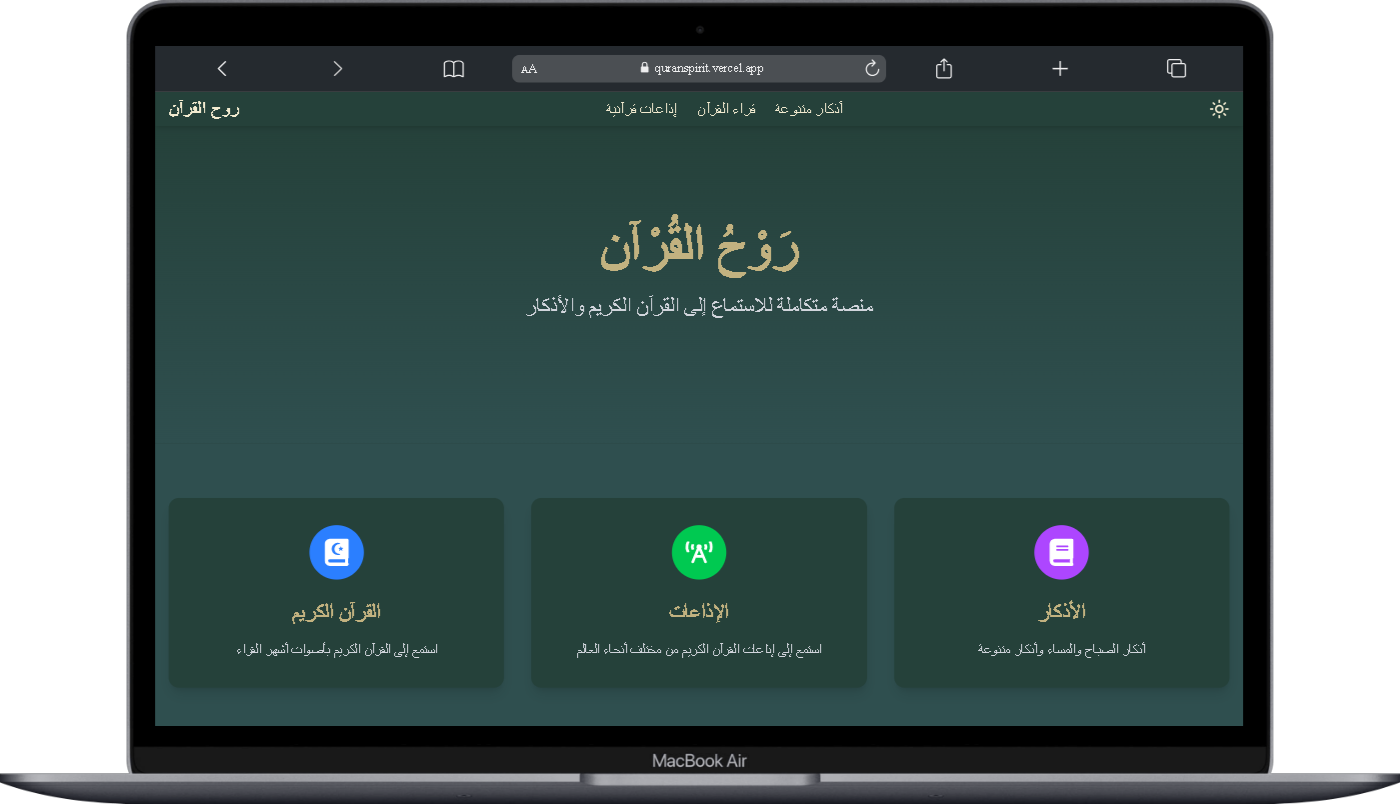 AA quranspirit.vercel.app
روح القرآن
أذكار متنوعة قراء القرآن إذاعات قرآنية
رَوْحُ القُرْآن
منصة متكاملة للاستماع إلى القرآن الكريم والأذكار
الأذكار
أذكار الصباح والمساء وأذكار متنوعة
الإذاعات
استمع إلى إذاعات القرآن الكريم من مختلف أنحاء العالم
القرآن الكريم
استمع إلى القرآن الكريم بأصوات أشهر القراء
MacBook Air